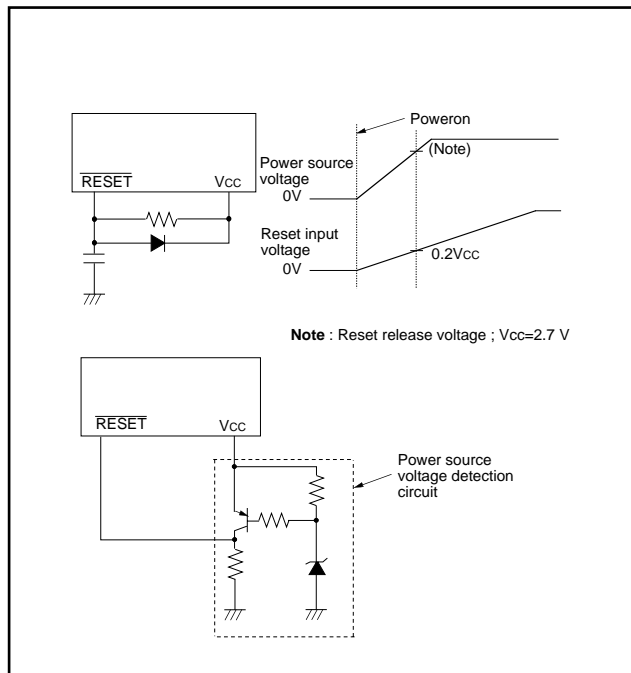 Poweron
(Note)
RESET
VCC
Power source
voltage
0V
Reset input
voltage
0V
0.2VCC
Note : Reset release voltage ; Vcc=2.7 V
RESET
VCC
Power source
voltage detection
circuit